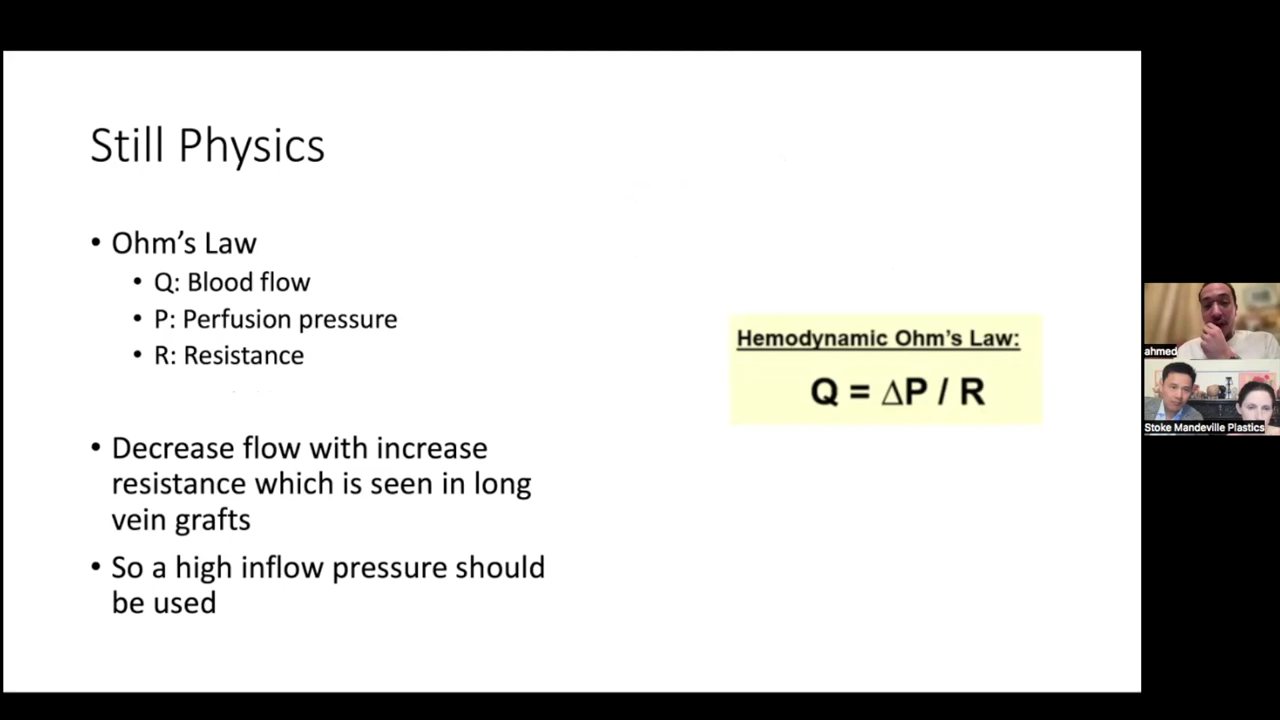 Still Physics
• Ohm's Law
• Q: Blood flow
• P: Perfusion pressure
• R: Resistance
• Decrease flow with increase
resistance which is seen in long
vein grafts
• So a high inflow pressure should
be used
Hemodynamic Ohm's Law:
Q = ΔP / R
ahmed
Stoke Mandeville Plastics